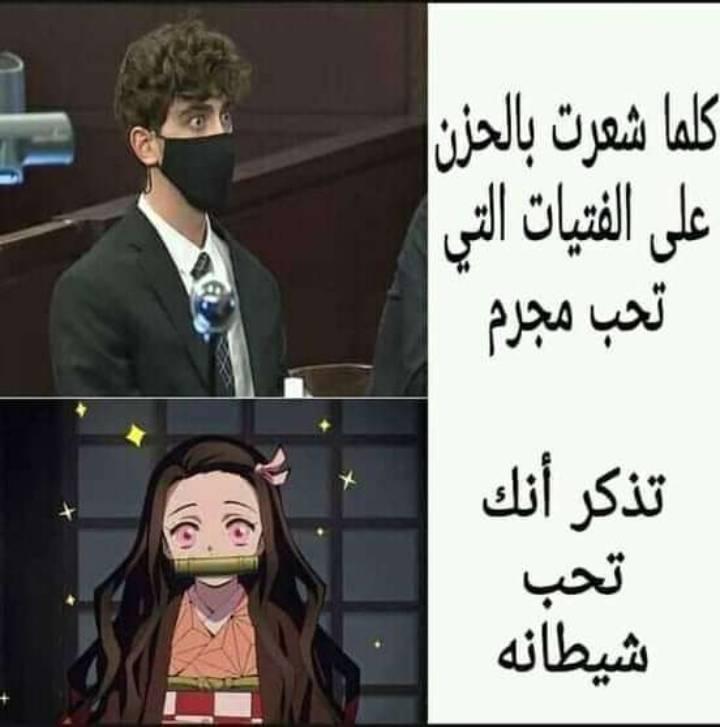 كلما شعرت بالحزن
على الفتيات التي
تحب مجرم
تذكر أنك
تحب
شيطانه